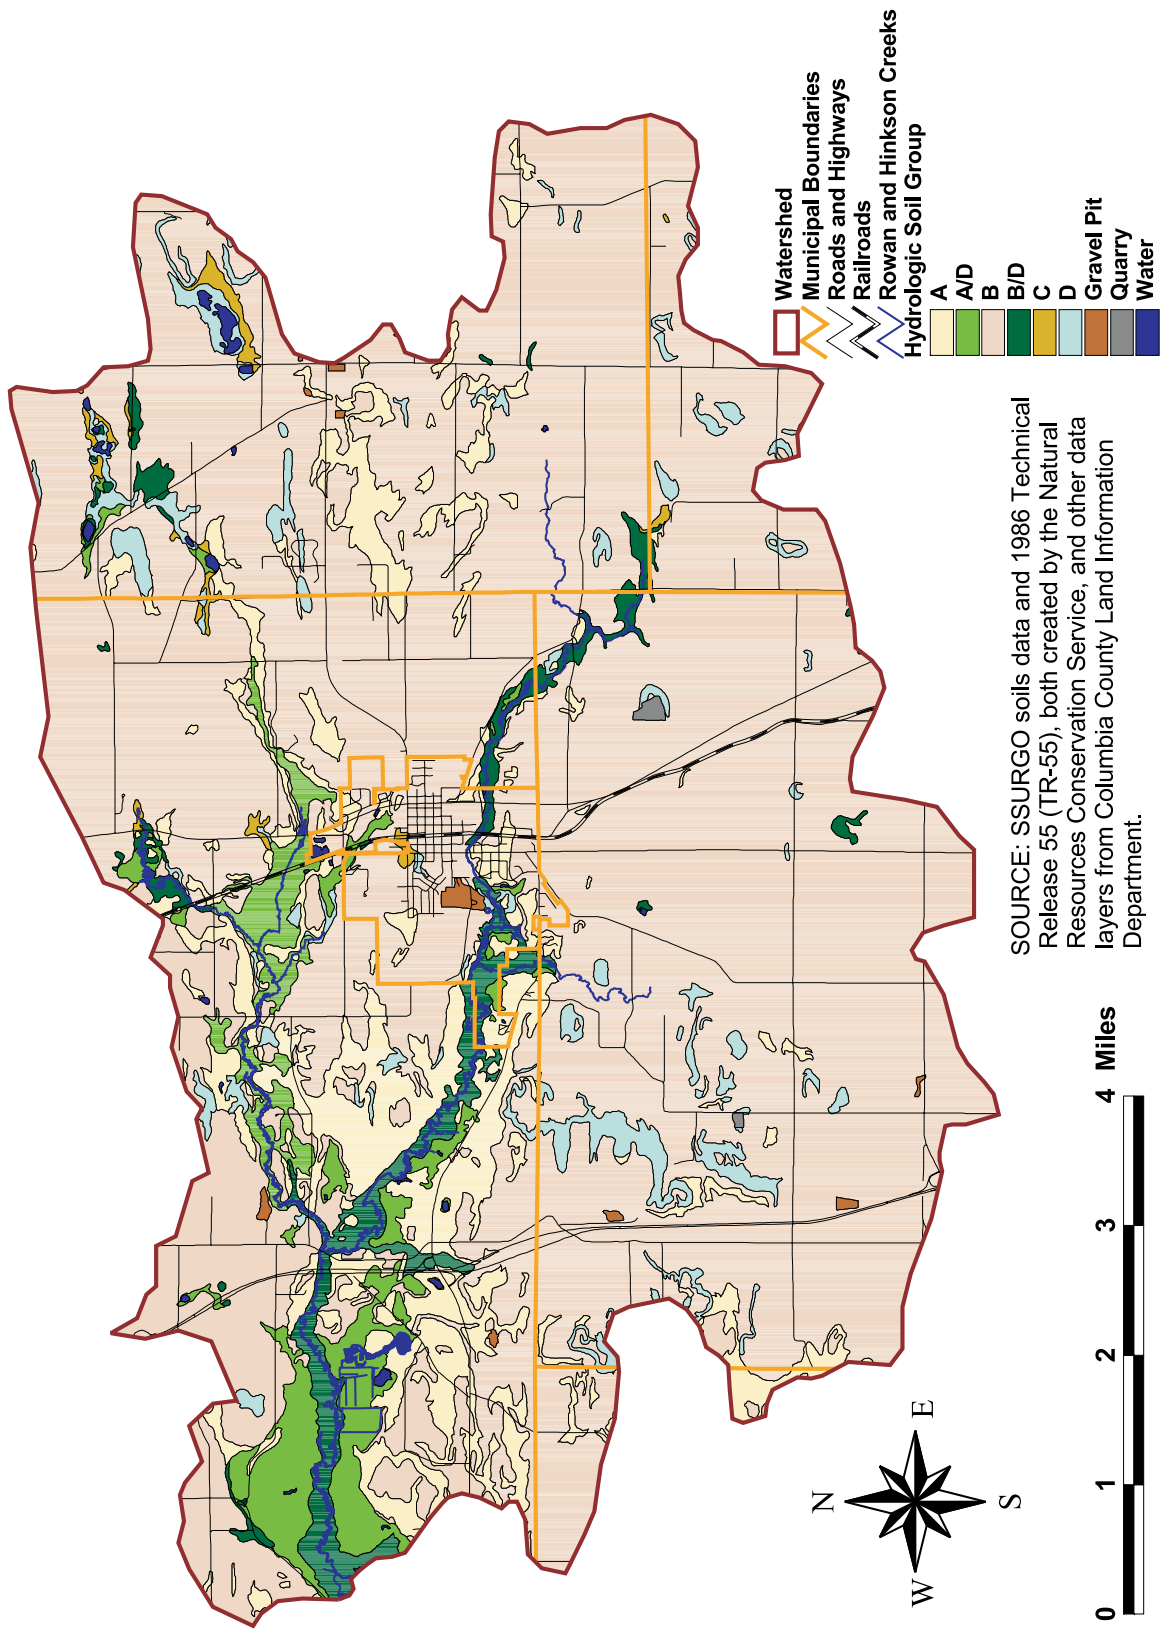 Watershed
Municipal Boundaries
Roads and Highways
Railroads
Rowan and Hinkson Creeks
Hydrologic Soil Group
A
A/D
B
B/D
C
D
Gravel Pit
Quarry
Water
SOURCE: SSURGO soils data and 1986 Technical
Release 55 (TR-55), both created by the Natural
Resources Conservation Service, and other data
layers from Columbia County Land Information
Department.
N
W
E
S
0
1
2
3
4
Miles